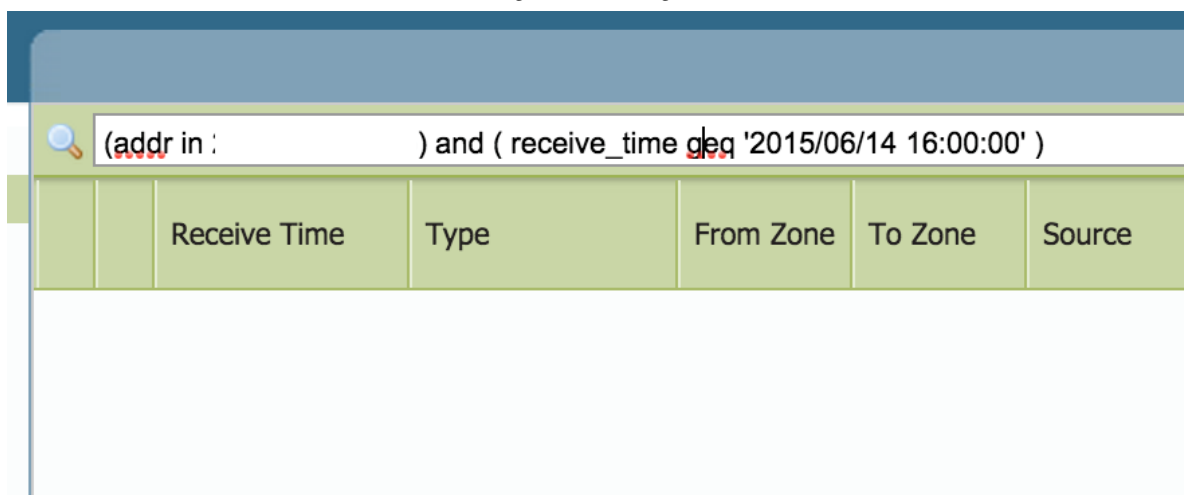 (addr in ) and ( receive_time geq '2015/06/14 16:00:00' )
Receive Time Type From Zone To Zone Source